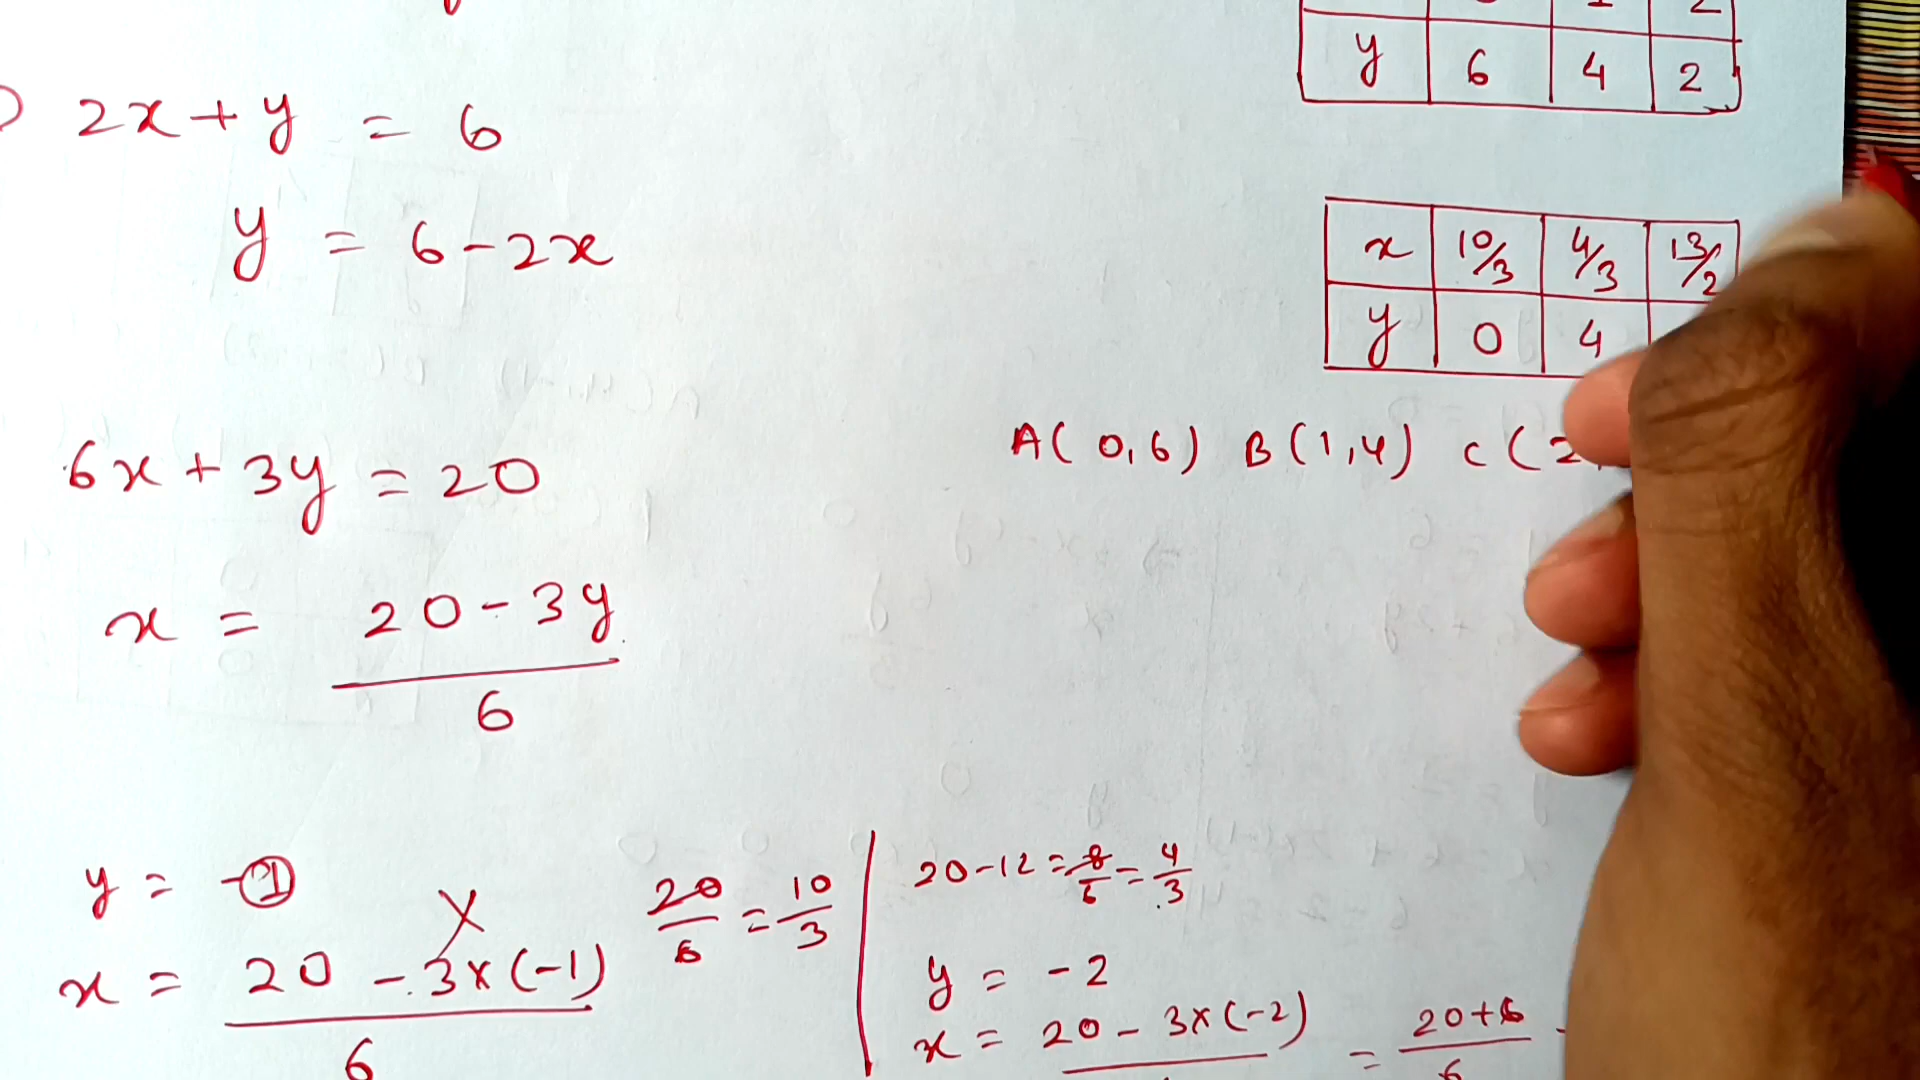 y 6 4 2
2x + y = 6
y = 6 - 2x
x 10/3 4/3 13/2
y 0 4
6x + 3y = 20
A( 0,6) B(1,4) C(2,
x = 20 - 3y / 6
y = -1
x = 20 - 3x(-1) / 6
20/6 = 10/3
20-12 = 8/6 = 4/3
y = -2
x = 20 - 3x(-2) = 20+6 / 6